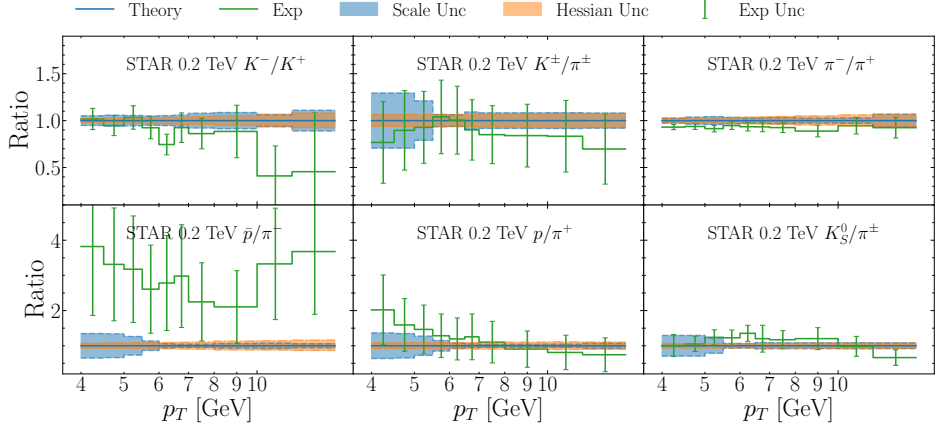 Theory Exp Scale Unc Hessian Unc Exp Unc
STAR 0.2 TeV K⁻/K⁺
STAR 0.2 TeV K±/π±
STAR 0.2 TeV π⁻/π⁺
Ratio
1.5
1.0
0.5
STAR 0.2 TeV p̄/π⁻
STAR 0.2 TeV p/π⁺
STAR 0.2 TeV K⁰_S/π±
Ratio
4
2
4 5 6 7 8 9 10
4 5 6 7 8 9 10
4 5 6 7 8 9 10
p_T [GeV]
p_T [GeV]
p_T [GeV]